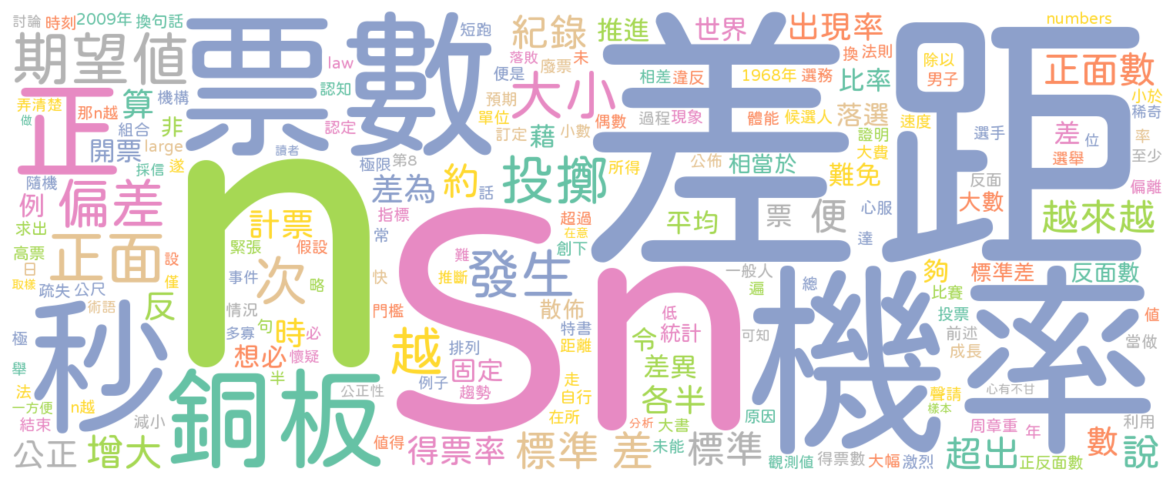 討論 時刻 2009年 換句話
期望值
票數
短跑
紀錄
推進
世界
出現率
numbers
差距
正面數
落敗 廢票 未
law
便是
認知
大小
相差 違反
1968年 選務
換 法則
比率
除以
男子
小於
稀奇
弄清楚
做
正
那n越
算
機構
組合
非
large
開票
認定
預期
單位
訂定
小數
藉
偶數
過程 現象
體能
候選人
落選
證明
大費
速度
選手
差
位
率
選舉
至少
採信
遂
讀者
極限
第8
隨機
例
偏差
差為
約
話
投擲
所得
公佈
相當於
難免
反面
大數
偏離
求出
高票
日
取樣
設
僅
計票
指標
常
n
Sn
超過
在意
創下
平均
票
便
心服
達
越來越
正面
緊張
假設
難
推斷
發生
一般人
遍
總
夠
標準差
反面數
疏失
公尺
術語
反
事件
次
略
快
情況
門檻
散佈
特書
距離
低
統計
令
可知
機率
比賽
投票
前述
成長
值
當做
極
舉
法
一方便
結束
秒
n越
多寡
句
時
必
想必
懷疑
半
越
排列
例子
固定
趨勢
差異
走
自行
各半
在所
原因
聲請
樣本
心有不甘
銅板
公正性
減小
公正
增大
值得
得票率
標準 差
分析
大書
未能
標準
觀測值
得票數
大幅
激烈
超出
周章重
年
正反面數
數
利用
說